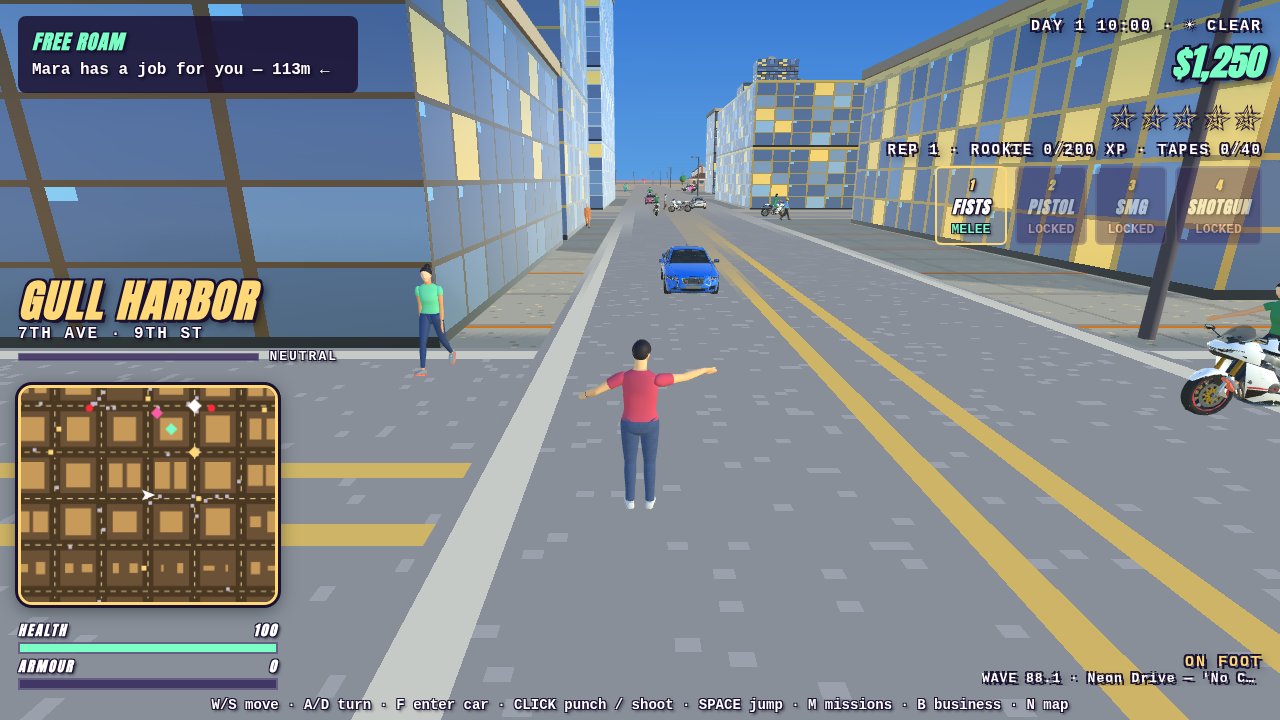 FREE ROAM
Mara has a job for you — 113m ←
DAY 1 10:00 · ☀ CLEAR
$1,250
REP 1 · ROOKIE 0/200 XP · TAPES 0/40
1 2 3 4
FISTS PISTOL SMG SHOTGUN
MELEE LOCKED LOCKED LOCKED
GULL HARBOR
7TH AVE · 9TH ST
NEUTRAL
HEALTH 100
ARMOUR 0
ON FOOT
WAVE 88.1 · Neon Drive — 'No C…
W/S move · A/D turn · F enter car · CLICK punch / shoot · SPACE jump · M missions · B business · N map